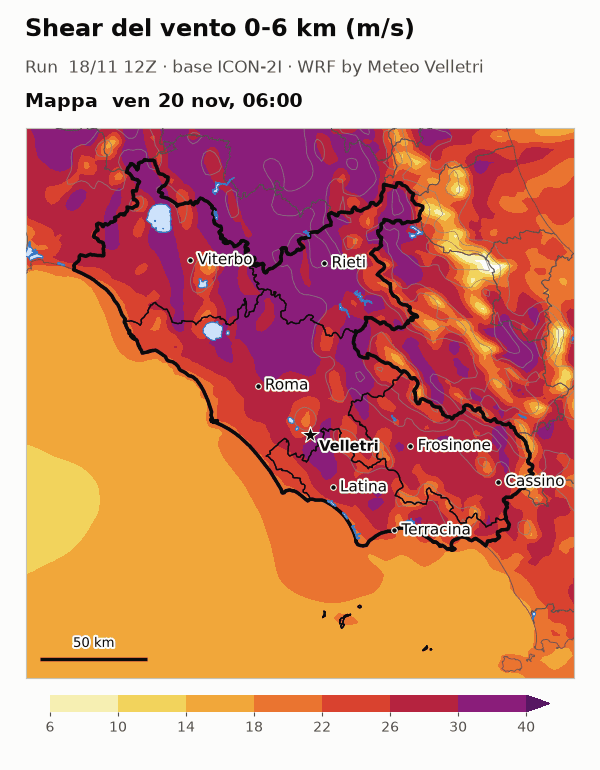 Shear del vento 0-6 km (m/s)
Run  18/11 12Z · base ICON-2I · WRF by Meteo Velletri
Mappa  ven 20 nov, 06:00
Viterbo
Rieti
Roma
Velletri
Frosinone
Cassino
Latina
Terracina
50 km
6 10 14 18 22 26 30 40